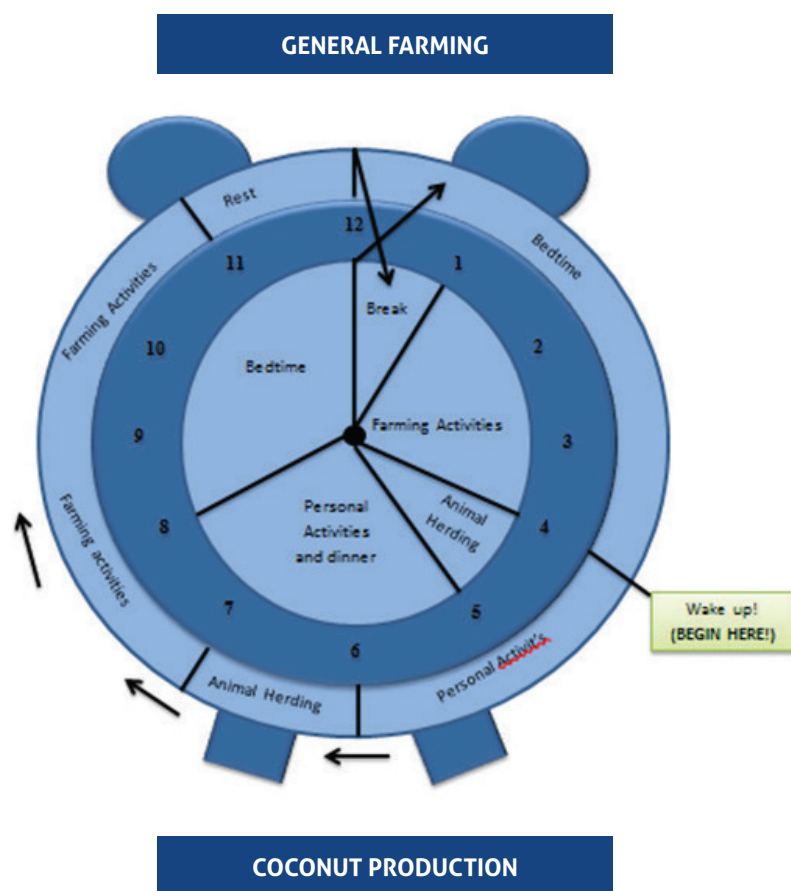 GENERAL FARMING
Rest
12
Bedtime
11
1
Farming Activities
Break
10
2
Bedtime
9
Farming Activities
3
Animal
Herding
Personal
Activities
and dinner
8
4
Farming activities
7
5
Wake up!
(BEGIN HERE!)
6
Personal Activit's
Animal Herding
COCONUT PRODUCTION